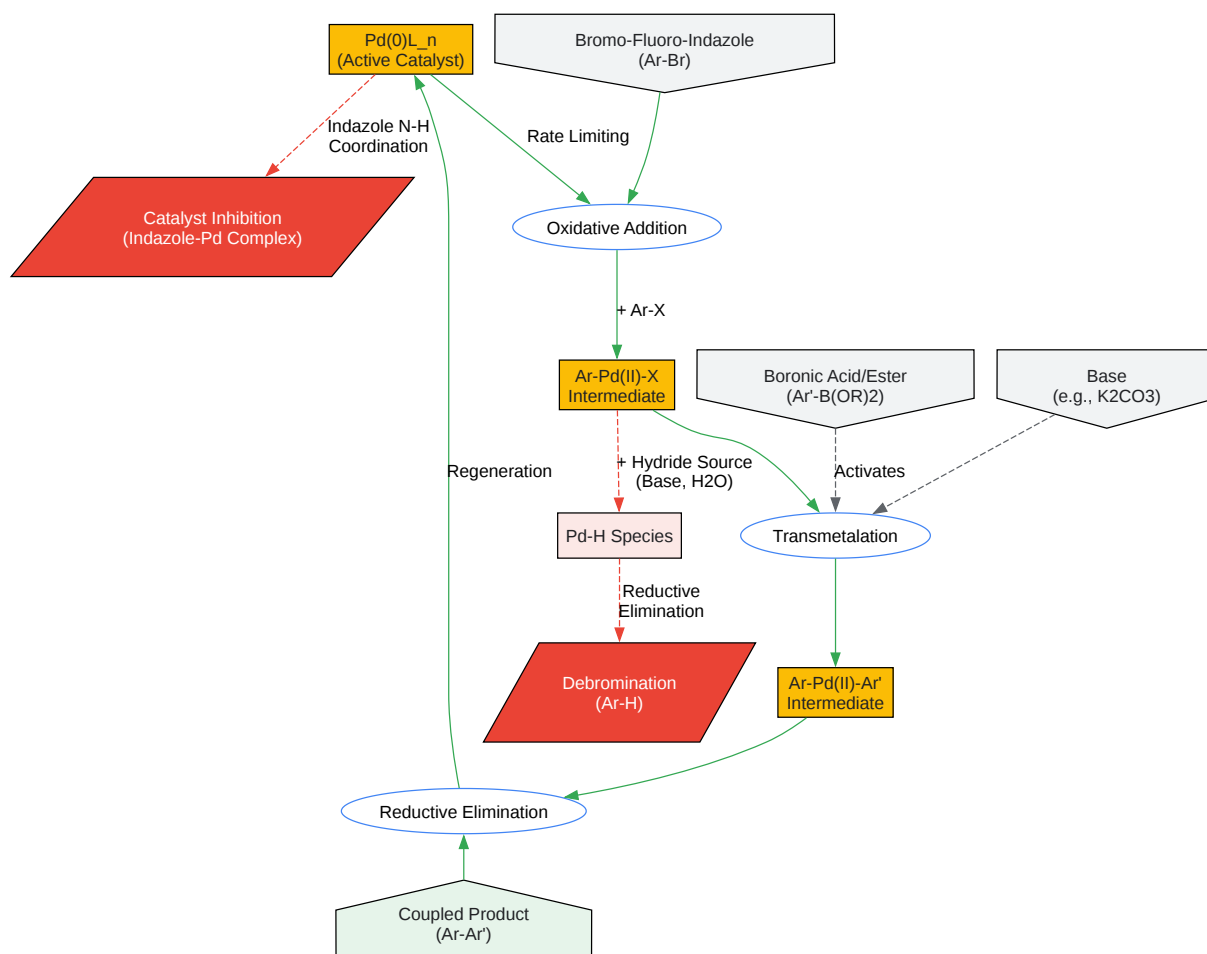 Pd(0)L_n
(Active Catalyst)
Bromo-Fluoro-Indazole
(Ar-Br)
Indazole N-H
Coordination
Rate Limiting
Catalyst Inhibition
(Indazole-Pd Complex)
Oxidative Addition
+ Ar-X
Ar-Pd(II)-X
Intermediate
Boronic Acid/Ester
(Ar'-B(OR)2)
Base
(e.g., K2CO3)
Regeneration
+ Hydride Source
(Base, H2O)
Activates
Pd-H Species
Transmetalation
Reductive
Elimination
Debromination
(Ar-H)
Ar-Pd(II)-Ar'
Intermediate
Reductive Elimination
Coupled Product
(Ar-Ar')